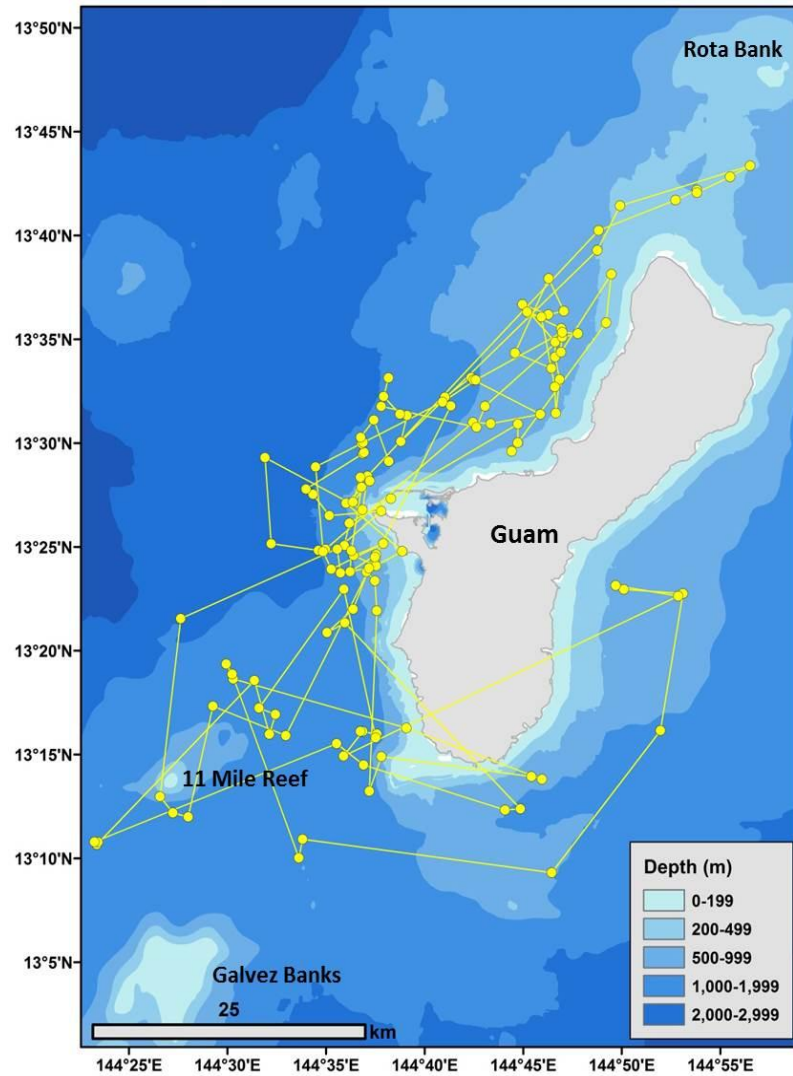 13°50'N
Rota Bank
13°45'N
13°40'N
13°35'N
13°30'N
Guam
13°25'N
13°20'N
13°15'N
11 Mile Reef
13°10'N
Depth (m)
0-199
200-499
500-999
1,000-1,999
2,000-2,999
13°5'N
Galvez Banks
25
km
144°25'E 144°30'E 144°35'E 144°40'E 144°45'E 144°50'E 144°55'E